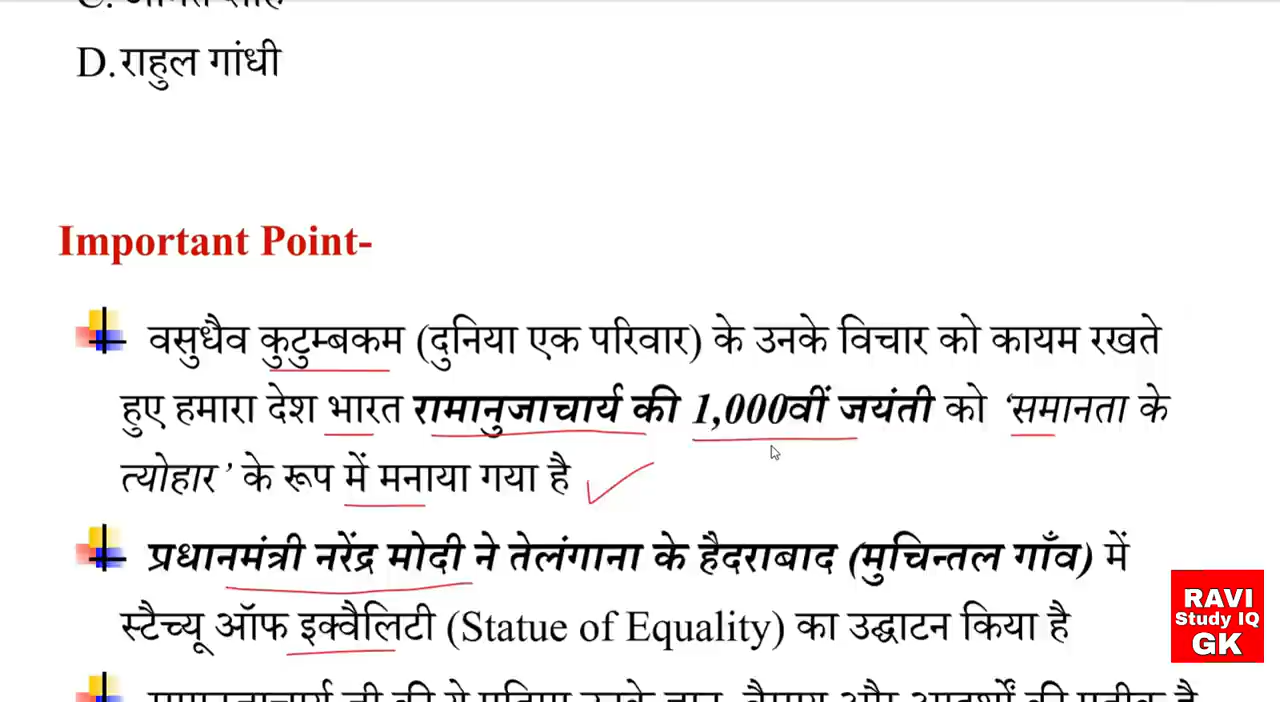 D.राहुल गांधी
Important Point-
वसुधैव कुटुम्बकम (दुनिया एक परिवार) के उनके विचार को कायम रखते
हुए हमारा देश भारत रामानुजाचार्य की 1,000वीं जयंती को ‘समानता के
त्योहार’ के रूप में मनाया गया है
प्रधानमंत्री नरेंद्र मोदी ने तेलंगाना के हैदराबाद (मुचिन्तल गाँव) में
स्टैच्यू ऑफ इक्वैलिटी (Statue of Equality) का उद्घाटन किया है
RAVI
Study IQ
GK